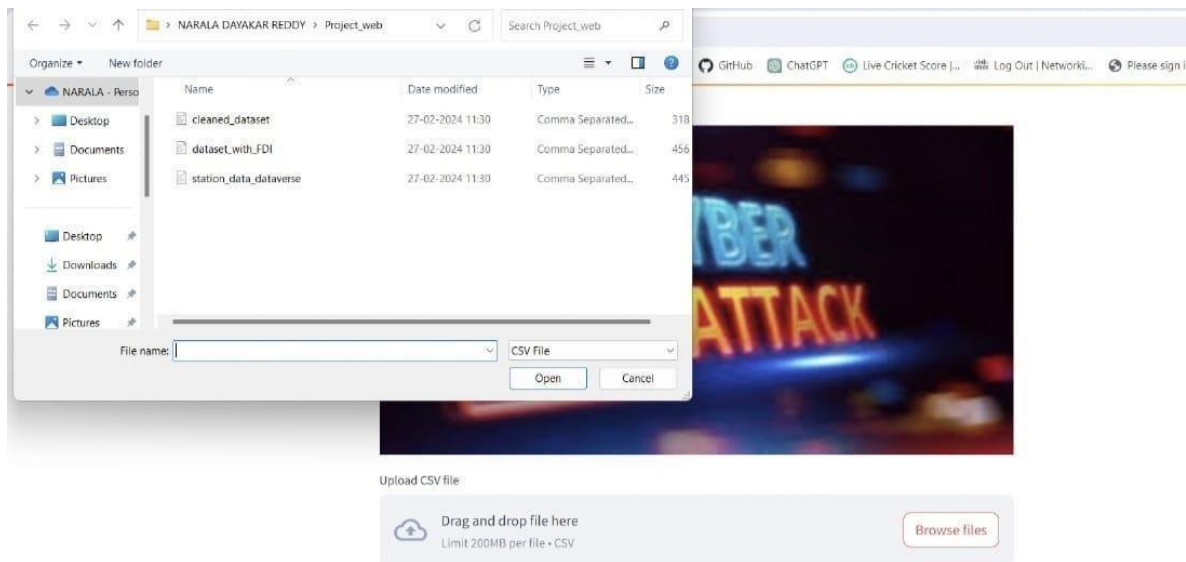 NARALA DAYAKAR REDDY > Project_web
Search Project_web
Organize
New folder
GitHub
ChatGPT
Live Cricket Score |...
Log Out | Networki...
Please sign i
NARALA - Perso
Name
Date modified
Type
Size
Desktop
cleaned_dataset
27-02-2024 11:30
Comma Separated...
318
Documents
dataset_with_FDI
27-02-2024 11:30
Comma Separated...
456
Pictures
station_data_dataverse
27-02-2024 11:30
Comma Separated...
445
Desktop
Downloads
Documents
Pictures
File name:
CSV File
Open
Cancel
YBER
ATTACK
Upload CSV file
Drag and drop file here
Limit 200MB per file • CSV
Browse files